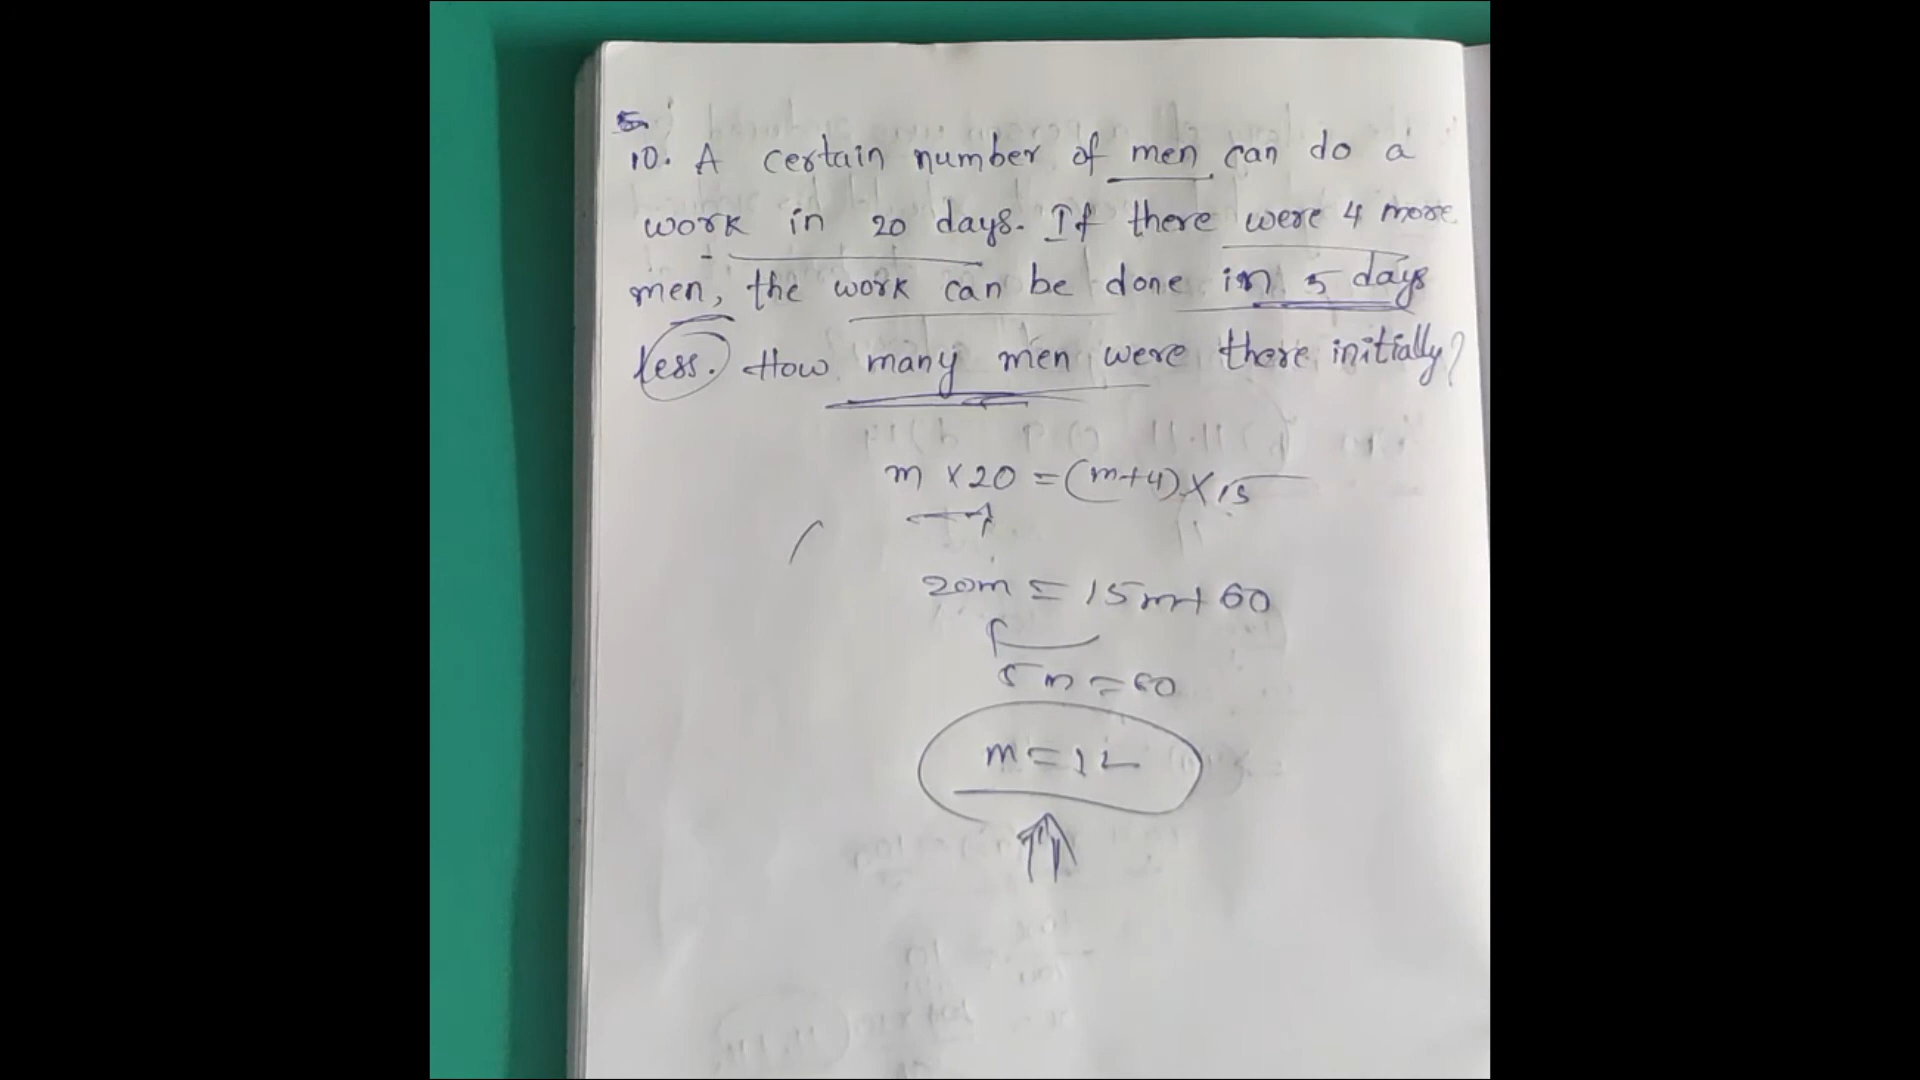 10. A certain number of men can do a
work in 20 days. If there were 4 more
men, the work can be done in 5 days
less. How many men were there initially?
m × 20 = (m+4) × 15
20m = 15m + 60
5m = 60
m = 12